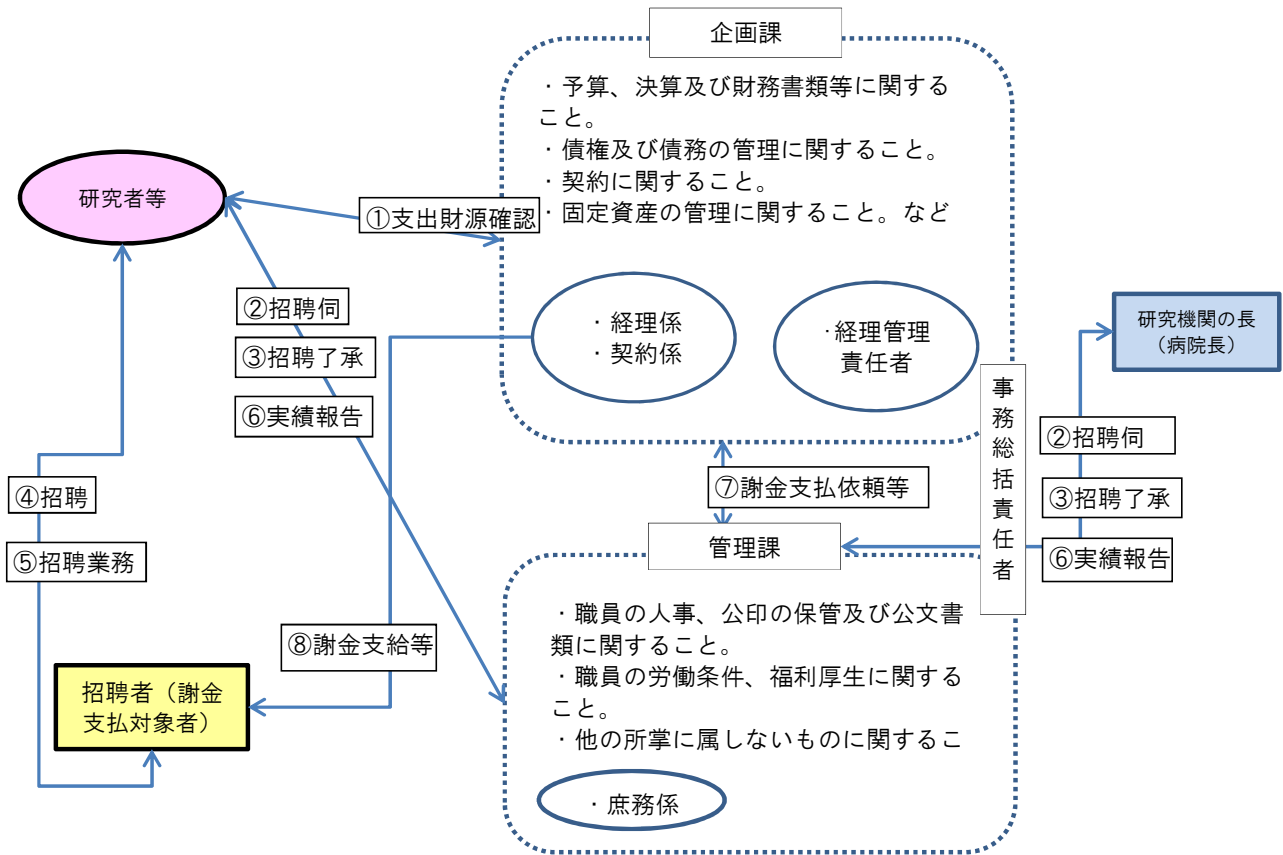 企画課
・予算、決算及び財務書類等に関する
こと。
・債権及び債務の管理に関すること。
・契約に関すること。
・固定資産の管理に関すること。など
研究者等
①支出財源確認
②招聘伺
③招聘了承
⑥実績報告
・経理係
・契約係
・経理管理
責任者
研究機関の長
（病院長）
事務総括責任者
②招聘伺
③招聘了承
⑥実績報告
④招聘
⑤招聘業務
⑦謝金支払依頼等
管理課
・職員の人事、公印の保管及び公文書
類に関すること。
・職員の労働条件、福利厚生に関する
こと。
・他の所掌に属しないものに関するこ
⑧謝金支給等
招聘者（謝金
支払対象者）
・庶務係